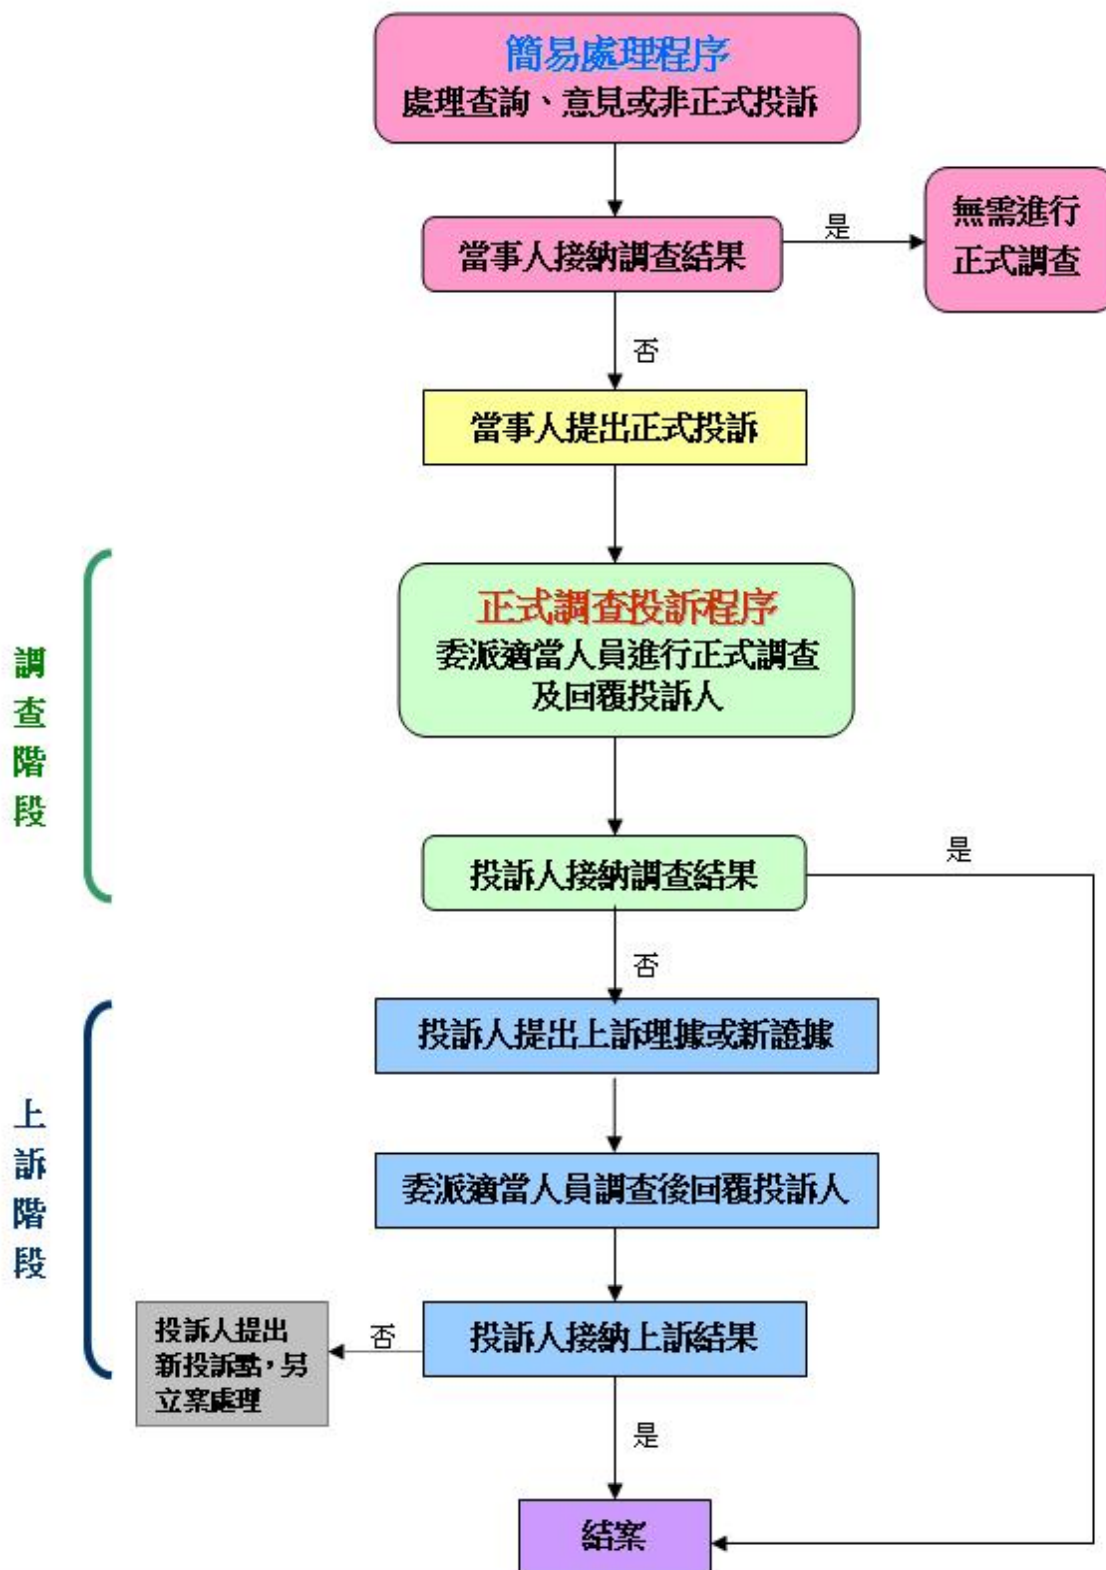 簡易處理程序
處理查詢、意見或非正式投訴
當事人接納調查結果
是
無需進行
正式調查
否
當事人提出正式投訴
調查階段
正式調查投訴程序
委派適當人員進行正式調查
及回覆投訴人
投訴人接納調查結果
是
否
上訴階段
投訴人提出上訴理據或新證據
委派適當人員調查後回覆投訴人
投訴人接納上訴結果
否
投訴人提出
新投訴點，另
立案處理
是
結案